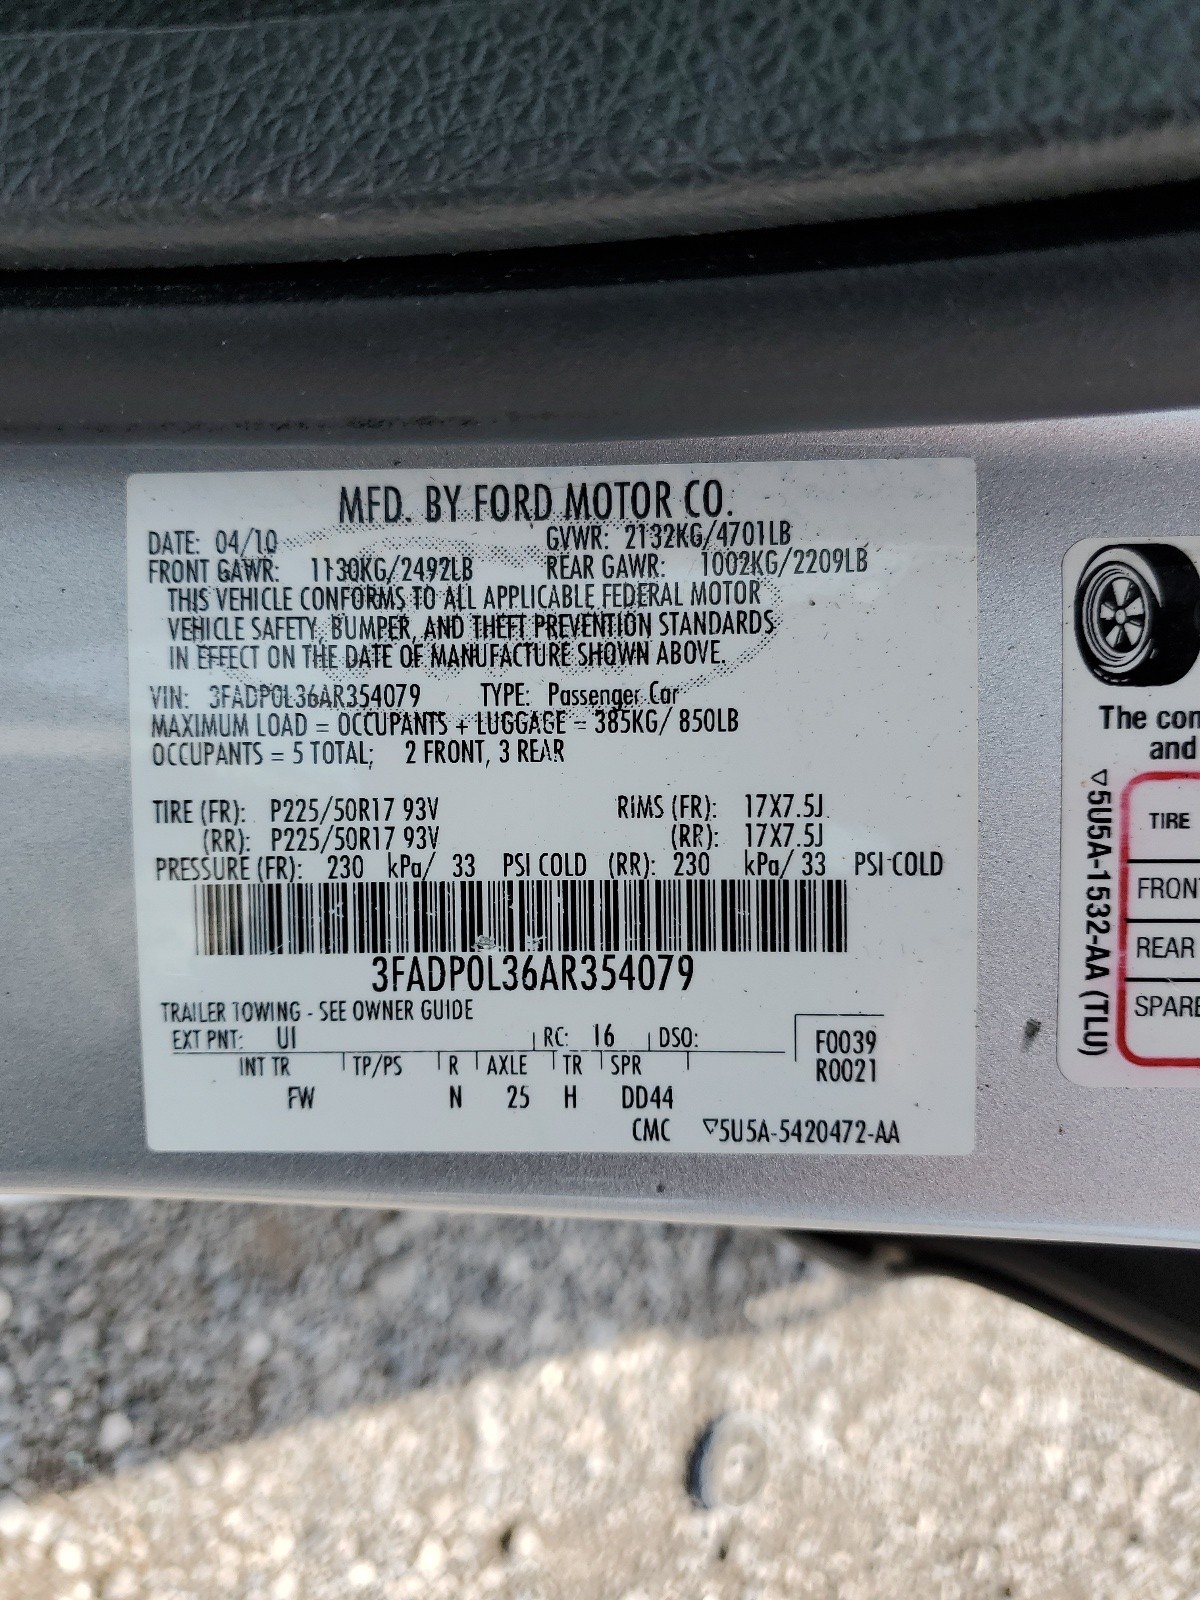 MFD. BY FORD MOTOR CO.
DATE: 04/10 GVWR: 2132KG/4701LB
FRONT GAWR: 1130KG/2492LB REAR GAWR: 1002KG/2209LB
THIS VEHICLE CONFORMS TO ALL APPLICABLE FEDERAL MOTOR
VEHICLE SAFETY, BUMPER, AND THEFT PREVENTION STANDARDS
IN EFFECT ON THE DATE OF MANUFACTURE SHOWN ABOVE.
VIN: 3FADP0L36AR354079 TYPE: Passenger Car
MAXIMUM LOAD = OCCUPANTS + LUGGAGE = 385KG/ 850LB
OCCUPANTS = 5 TOTAL; 2 FRONT, 3 REAR
TIRE (FR): P225/50R17 93V RIMS (FR): 17X7.5J
(RR): P225/50R17 93V (RR): 17X7.5J
PRESSURE (FR): 230 kPa/ 33 PSI COLD (RR): 230 kPa/ 33 PSI COLD
3FADP0L36AR354079
TRAILER TOWING - SEE OWNER GUIDE
EXT PNT: UI RC: 16 DSO: F0039
INT TR TP/PS R AXLE TR SPR R0021
FW N 25 H DD44
CMC ▽5U5A-5420472-AA
The con
and
▽5U5A-1532-AA (TLU)
TIRE
FRONT
REAR
SPARE